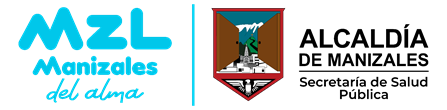 MZL
Manizales
del alma
ALCALDÍA
DE MANIZALES
Secretaría de Salud
Pública